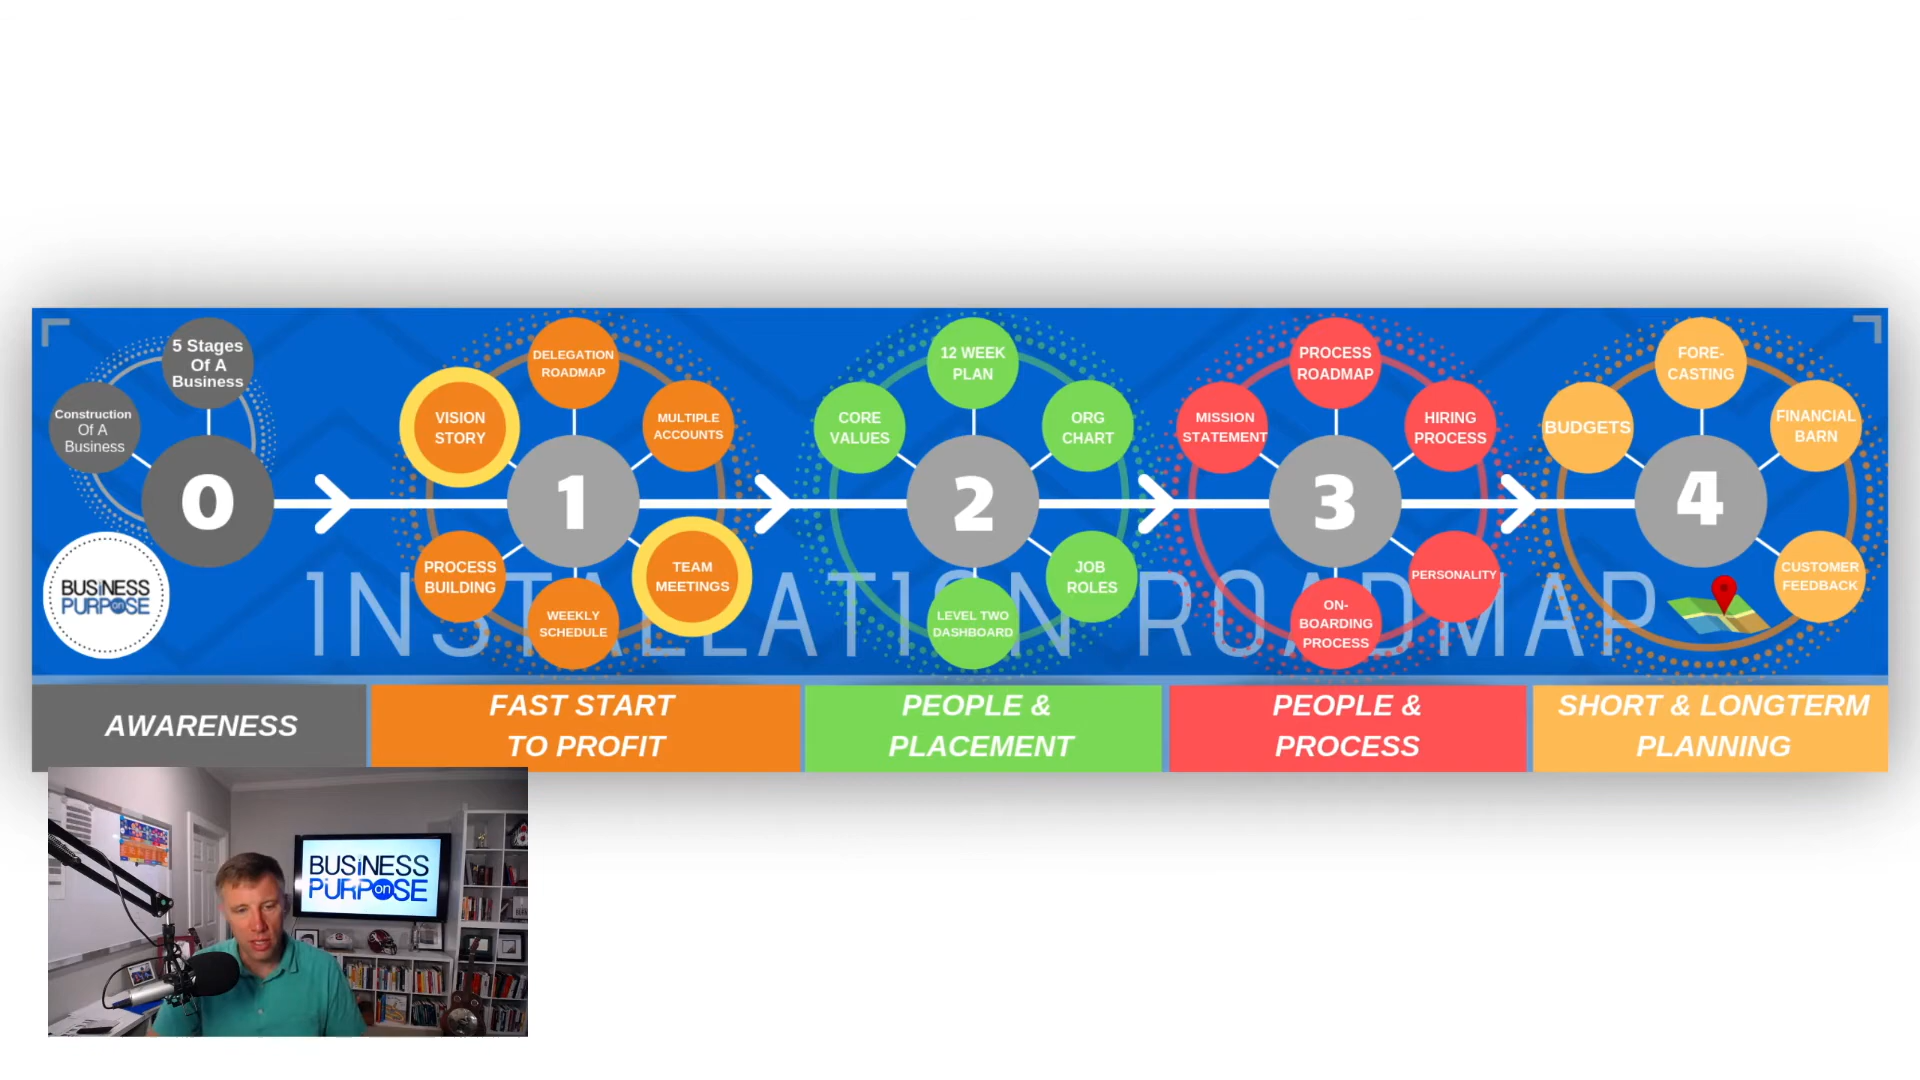 5 Stages
Of A
Business
Construction
Of A
Business
0
BUSINESS
PURPOSE
on
VISION
STORY
DELEGATION
ROADMAP
MULTIPLE
ACCOUNTS
1
PROCESS
BUILDING
WEEKLY
SCHEDULE
TEAM
MEETINGS
CORE
VALUES
12 WEEK
PLAN
ORG
CHART
2
LEVEL TWO
DASHBOARD
JOB
ROLES
MISSION
STATEMENT
PROCESS
ROADMAP
HIRING
PROCESS
3
ON-
BOARDING
PROCESS
PERSONALITY
BUDGETS
FORE-
CASTING
FINANCIAL
BARN
4
CUSTOMER
FEEDBACK
INSTALLATION ROADMAP
AWARENESS
FAST START
TO PROFIT
PEOPLE &
PLACEMENT
PEOPLE &
PROCESS
SHORT & LONGTERM
PLANNING
BUSINESS
PURPOSE
on